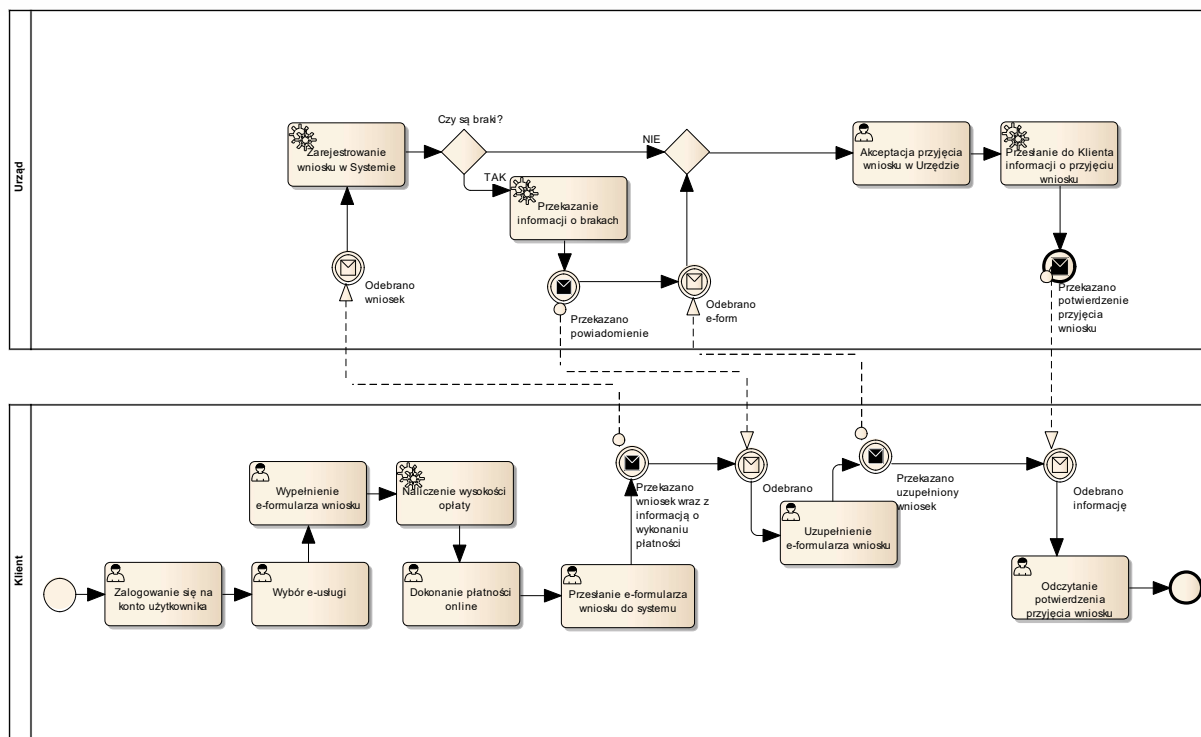 Urząd
Czy są braki?
Zarejestrowanie
wniosku w Systemie
NIE
TAK
Akceptacja przyjęcia
wniosku w Urzędzie
Przesłanie do Klienta
informacji o przyjęciu
wniosku
Przekazanie
informacji o brakach
Odebrano
wniosek
Przekazano
powiadomienie
Odebrano
e-form
Przekazano
potwierdzenie
przyjęcia
wniosku
Klient
Zalogowanie się na
konto użytkownika
Wybór e-usługi
Wypełnienie
e-formularza wniosku
Naliczenie wysokości
opłaty
Dokonanie płatności
online
Przesłanie e-formularza
wniosku do systemu
Przekazano
wniosek wraz z
informacją o
wykonaniu
płatności
Odebrano
Uzupełnienie
e-formularza wniosku
Przekazano
uzupełniony
wniosek
Odebrano
informację
Odczytanie
potwierdzenia
przyjęcia wniosku